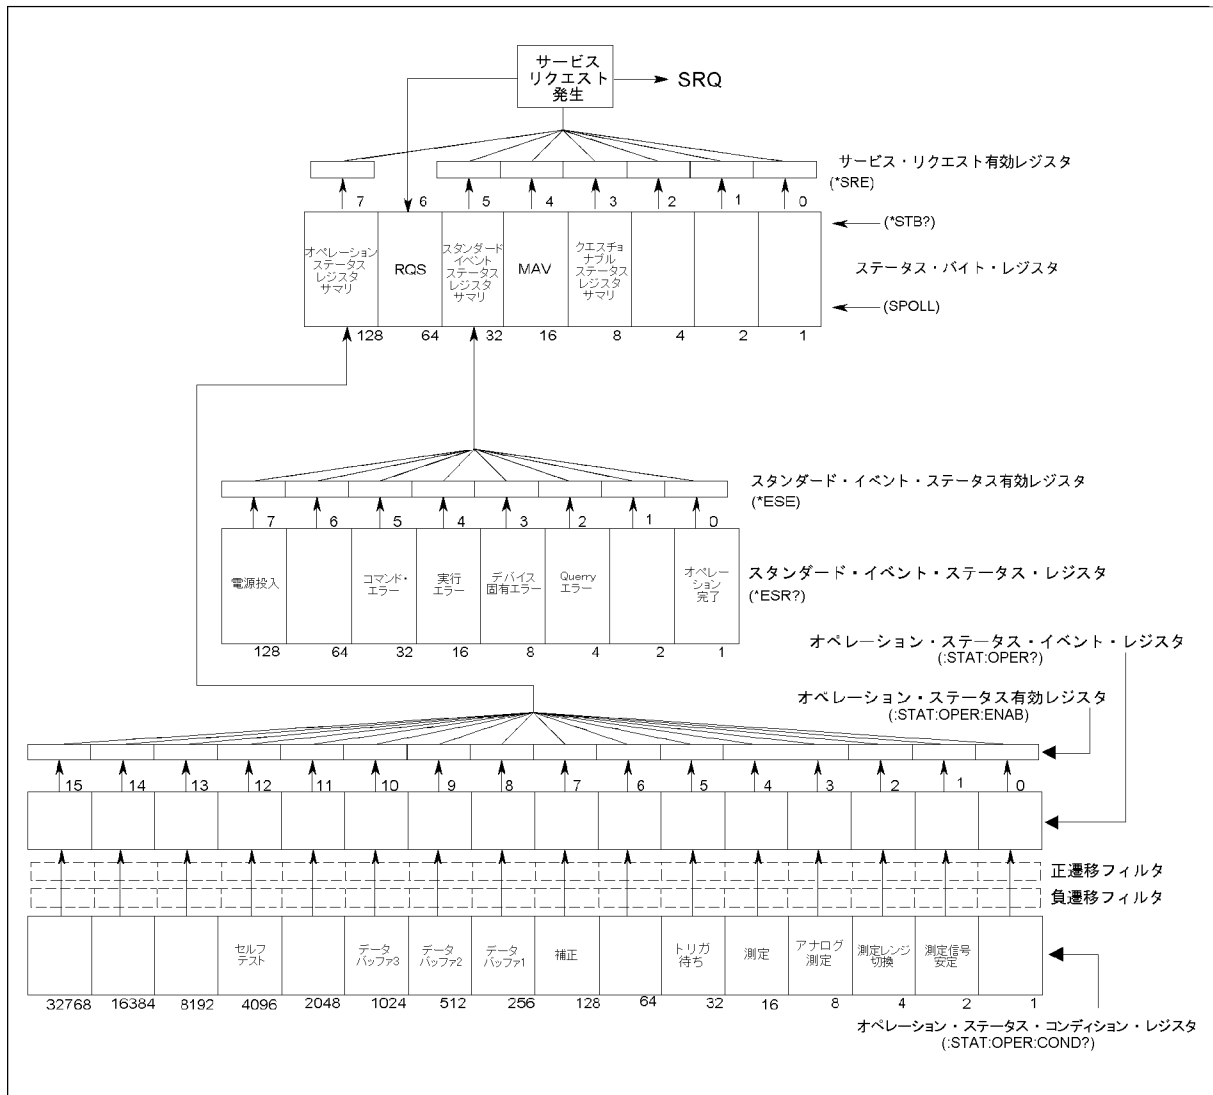 サービス
リクエスト
発生
SRQ
サービス・リクエスト有効レジスタ
(*SRE)
7 6 5 4 3 2 1 0
(*STB?)
オペレーション
ステータス
レジスタ
サマリ
RQS
スタンダード
イベント
ステータス
レジスタ
サマリ
MAV
クエスチョ
ナブル
ステータス
レジスタ
サマリ
ステータス・バイト・レジスタ
(SPOLL)
128 64 32 16 8 4 2 1
スタンダード・イベント・ステータス有効レジスタ
(*ESE)
7 6 5 4 3 2 1 0
電源投入
コマンド・
エラー
実行
エラー
デバイス
固有エラー
Querry
エラー
オペレー
ション
完了
スタンダード・イベント・ステータス・レジスタ
(*ESR?)
128 64 32 16 8 4 2 1
オペレーション・ステータス・イベント・レジスタ
(:STAT:OPER?)
オペレーション・ステータス有効レジスタ
(:STAT:OPER:ENAB)
15 14 13 12 11 10 9 8 7 6 5 4 3 2 1 0
正遷移フィルタ
負遷移フィルタ
セルフ
テスト
データ
バッファ3
データ
バッファ2
データ
バッファ1
補正
トリガ
待ち
測定
アナログ
測定
測定レンジ
切換
測定信号
安定
32768 16384 8192 4096 2048 1024 512 256 128 64 32 16 8 4 2 1
オペレーション・ステータス・コンディション・レジスタ
(:STAT:OPER:COND?)